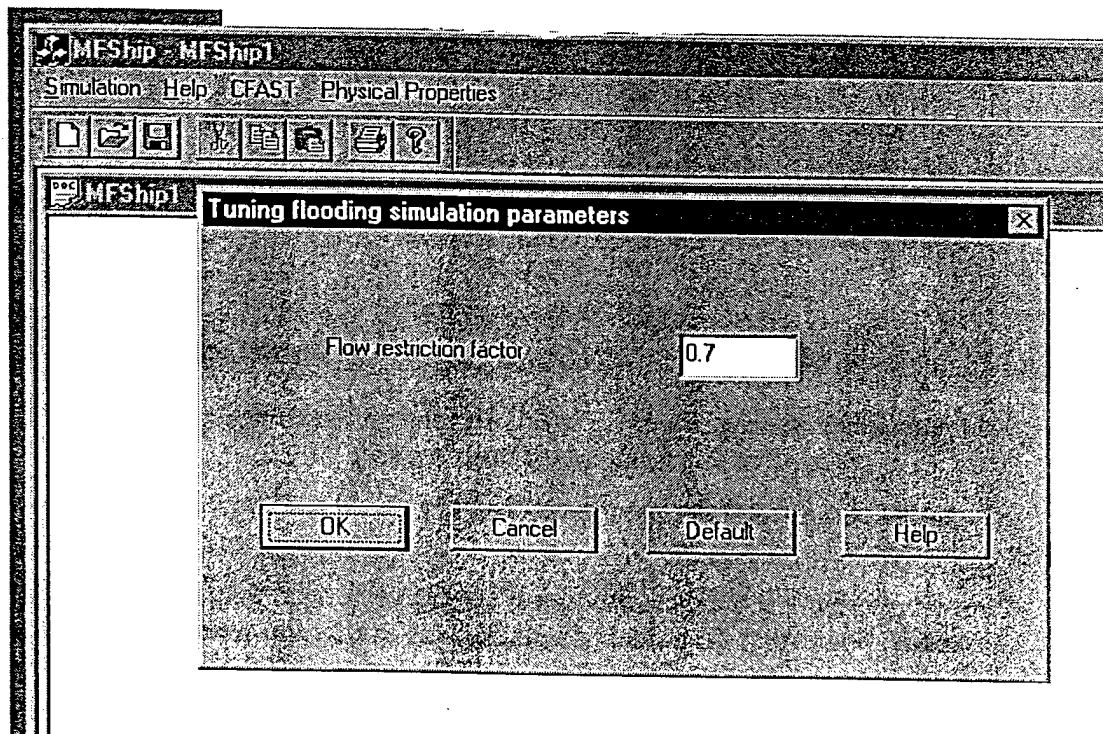 MFShip - MFShip1
Simulation Help CFAST Physical Properties
MFShip1
Tuning flooding simulation parameters
Flow restriction factor 0.7
OK Cancel Default Help